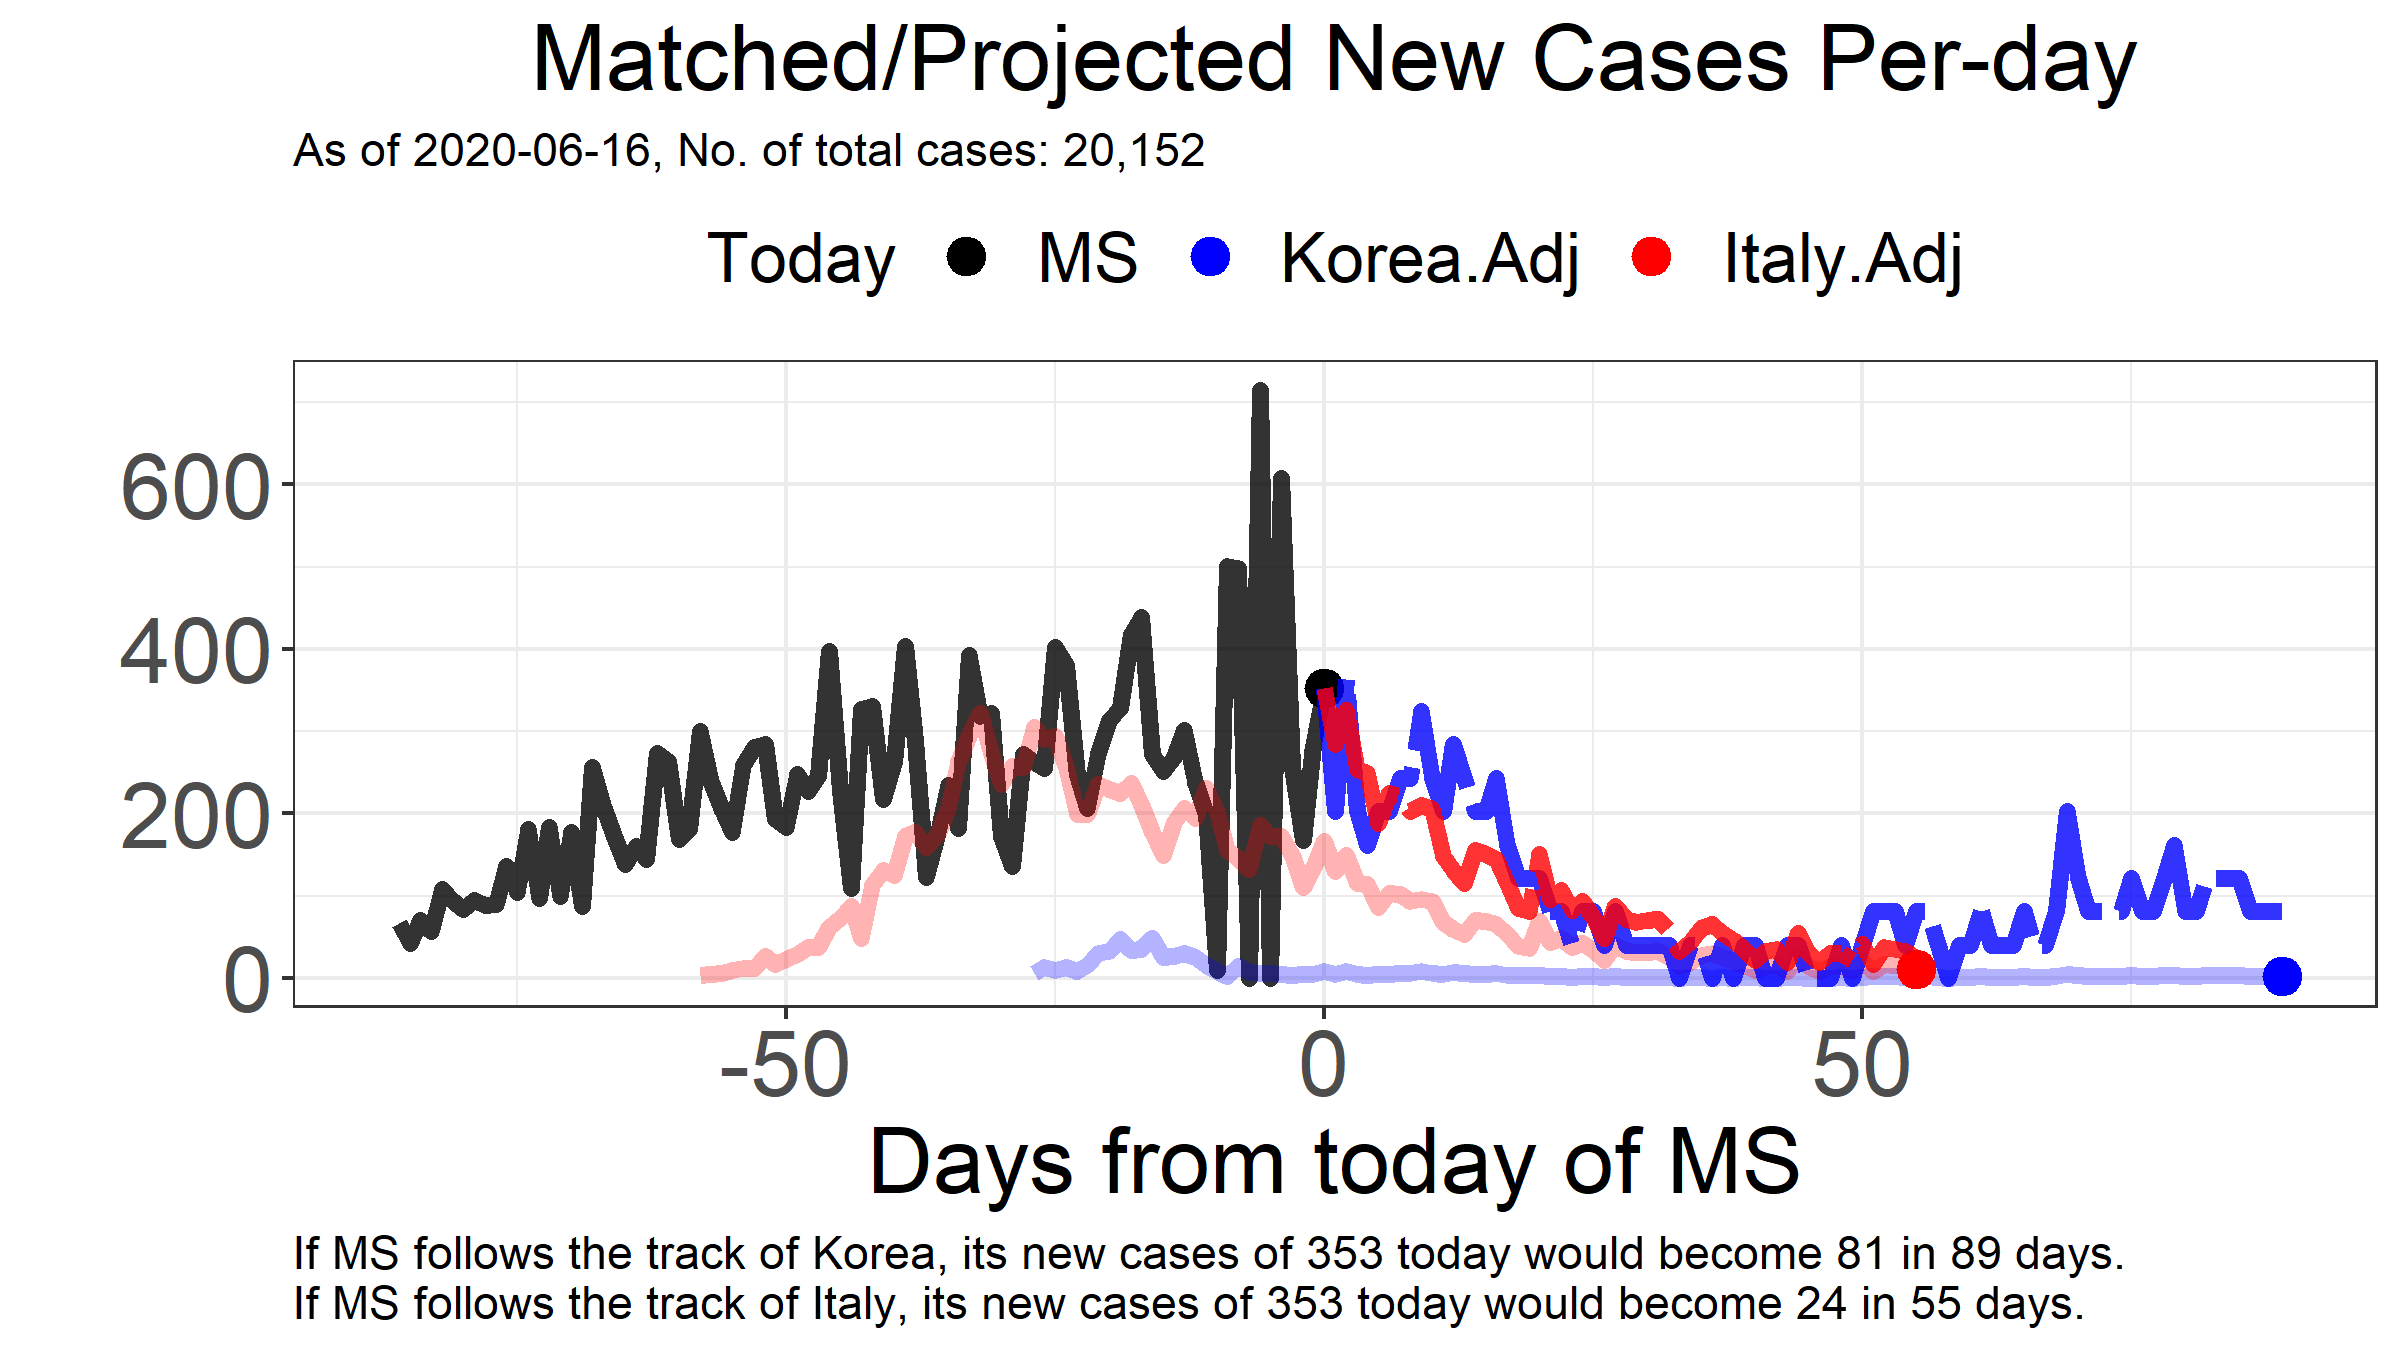 Matched/Projected New Cases Per-day
As of 2020-06-16, No. of total cases: 20,152
Today MS Korea.Adj Italy.Adj
600
400
200
0
-50 0 50
Days from today of MS
If MS follows the track of Korea, its new cases of 353 today would become 81 in 89 days.
If MS follows the track of Italy, its new cases of 353 today would become 24 in 55 days.